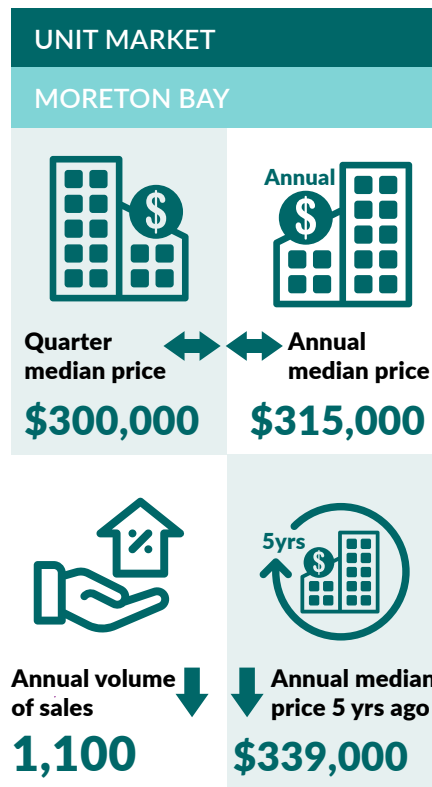 UNIT MARKET
MORETON BAY
$
Annual
$
Quarter
median price
$300,000
Annual
median price
$315,000
%
5yrs
$
Annual volume
of sales
1,100
Annual median
price 5 yrs ago
$339,000